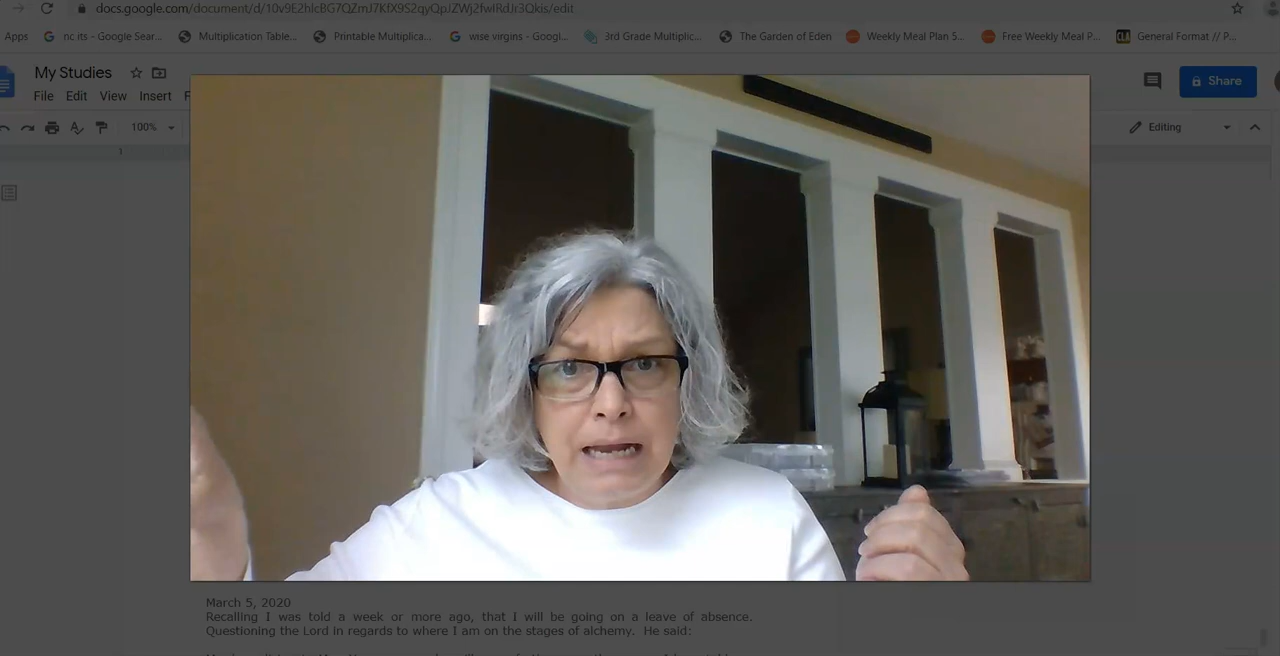 docs.google.com/document/d/10v9E2hlcBG7QZmJ7KfX9S2qyQpJZWj2fwIRdJr3Qkis/edit
Apps nc its - Google Sear... Multiplication Table... Printable Multiplica... wise virgins - Googl... 3rd Grade Multiplic... The Garden of Eden Weekly Meal Plan 5... Free Weekly Meal P... CLA General Format // P...
My Studies
Share
File Edit View Insert F
100% Editing
1
March 5, 2020
Recalling I was told a week or more ago, that I will be going on a leave of absence.
Questioning the Lord in regards to where I am on the stages of alchemy. He said: